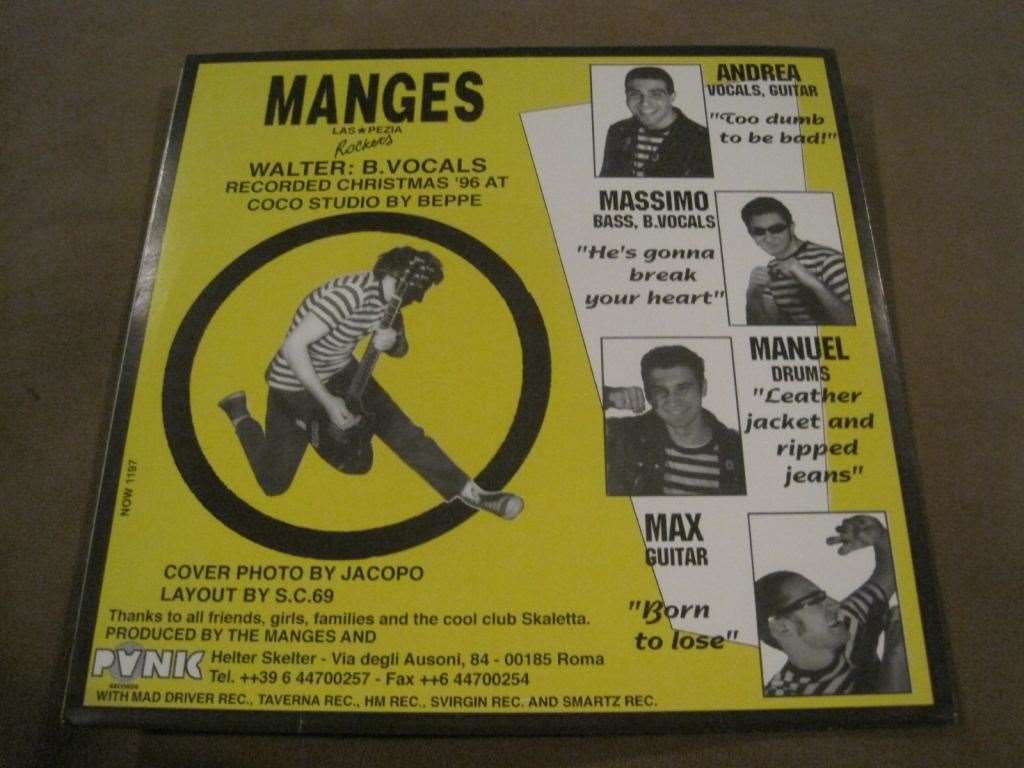 MANGES
LAS★PEZIA
Rockers
WALTER: B.VOCALS
RECORDED CHRISTMAS '96 AT
COCO STUDIO BY BEPPE
ANDREA
VOCALS, GUITAR
"Too dumb
to be bad!"
MASSIMO
BASS, B.VOCALS
"He's gonna
break
your heart"
MANUEL
DRUMS
"Leather
jacket and
ripped
jeans"
MAX
GUITAR
"Born
to lose"
NOW 1197
COVER PHOTO BY JACOPO
LAYOUT BY S.C.69
Thanks to all friends, girls, families and the cool club Skaletta.
PRODUCED BY THE MANGES AND
PANIC
RECORDS
Helter Skelter - Via degli Ausoni, 84 - 00185 Roma
Tel. ++39 6 44700257 - Fax ++6 44700254
WITH MAD DRIVER REC., TAVERNA REC., HM REC., SVIRGIN REC. AND SMARTZ REC.